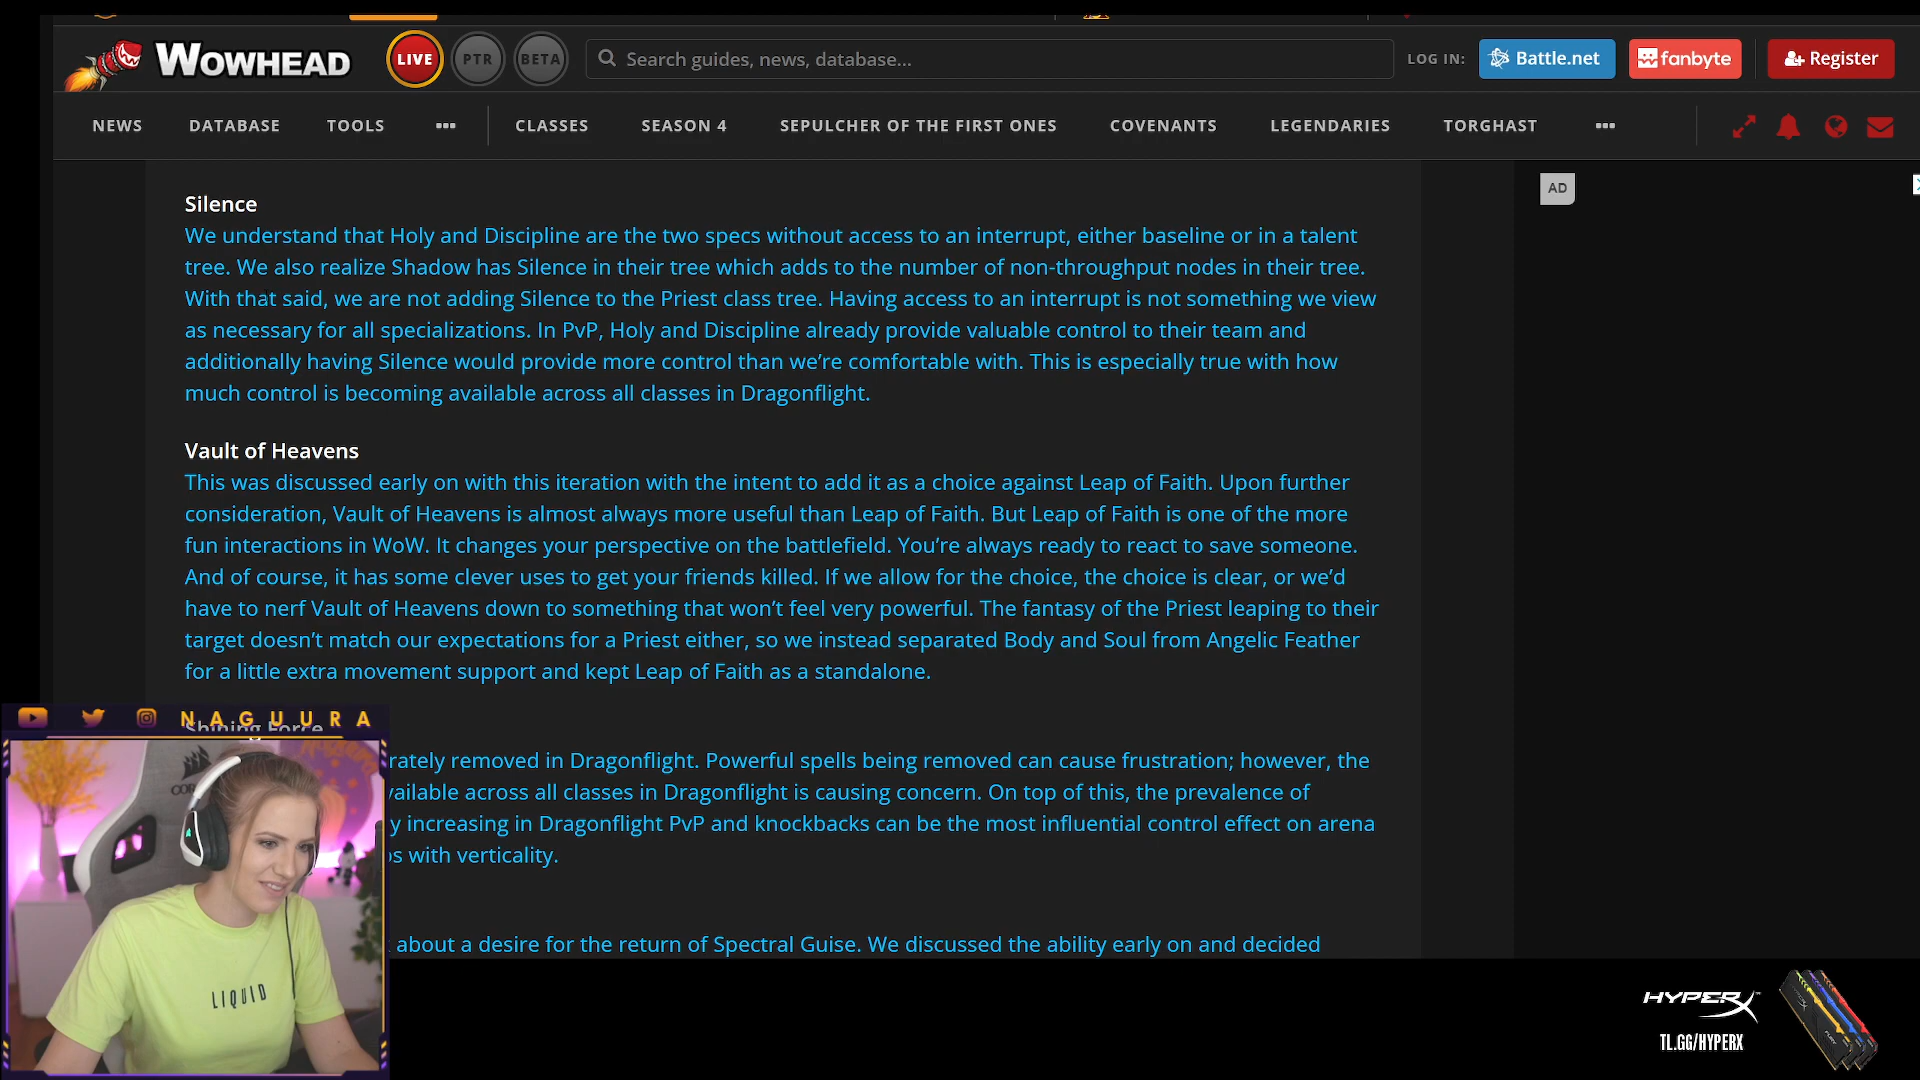 WOWHEAD
LIVE
PTR
BETA
Search guides, news, database...
LOG IN:
Battle.net
fanbyte
Register
NEWS
DATABASE
TOOLS
CLASSES
SEASON 4
SEPULCHER OF THE FIRST ONES
COVENANTS
LEGENDARIES
TORGHAST
AD
Silence
We understand that Holy and Discipline are the two specs without access to an interrupt, either baseline or in a talent
tree. We also realize Shadow has Silence in their tree which adds to the number of non-throughput nodes in their tree.
With that said, we are not adding Silence to the Priest class tree. Having access to an interrupt is not something we view
as necessary for all specializations. In PvP, Holy and Discipline already provide valuable control to their team and
additionally having Silence would provide more control than we’re comfortable with. This is especially true with how
much control is becoming available across all classes in Dragonflight.
Vault of Heavens
This was discussed early on with this iteration with the intent to add it as a choice against Leap of Faith. Upon further
consideration, Vault of Heavens is almost always more useful than Leap of Faith. But Leap of Faith is one of the more
fun interactions in WoW. It changes your perspective on the battlefield. You’re always ready to react to save someone.
And of course, it has some clever uses to get your friends killed. If we allow for the choice, the choice is clear, or we’d
have to nerf Vault of Heavens down to something that won’t feel very powerful. The fantasy of the Priest leaping to their
target doesn’t match our expectations for a Priest either, so we instead separated Body and Soul from Angelic Feather
for a little extra movement support and kept Leap of Faith as a standalone.
NAGUURA
Shining Force
rately removed in Dragonflight. Powerful spells being removed can cause frustration; however, the
vailable across all classes in Dragonflight is causing concern. On top of this, the prevalence of
y increasing in Dragonflight PvP and knockbacks can be the most influential control effect on arena
s with verticality.
about a desire for the return of Spectral Guise. We discussed the ability early on and decided
LIQUID
HYPERX
TL.GG/HYPERX